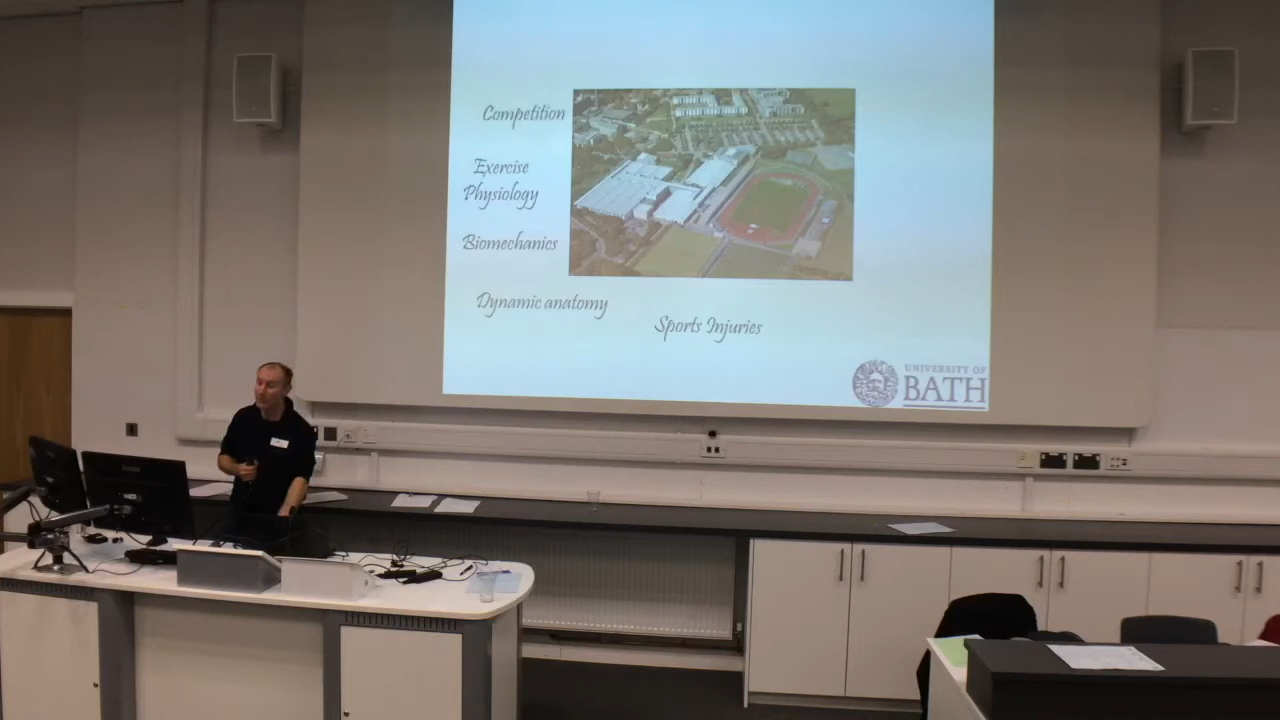 Competition
Exercise
Physiology
Biomechanics
Dynamic anatomy
Sports Injuries
UNIVERSITY OF
BATH